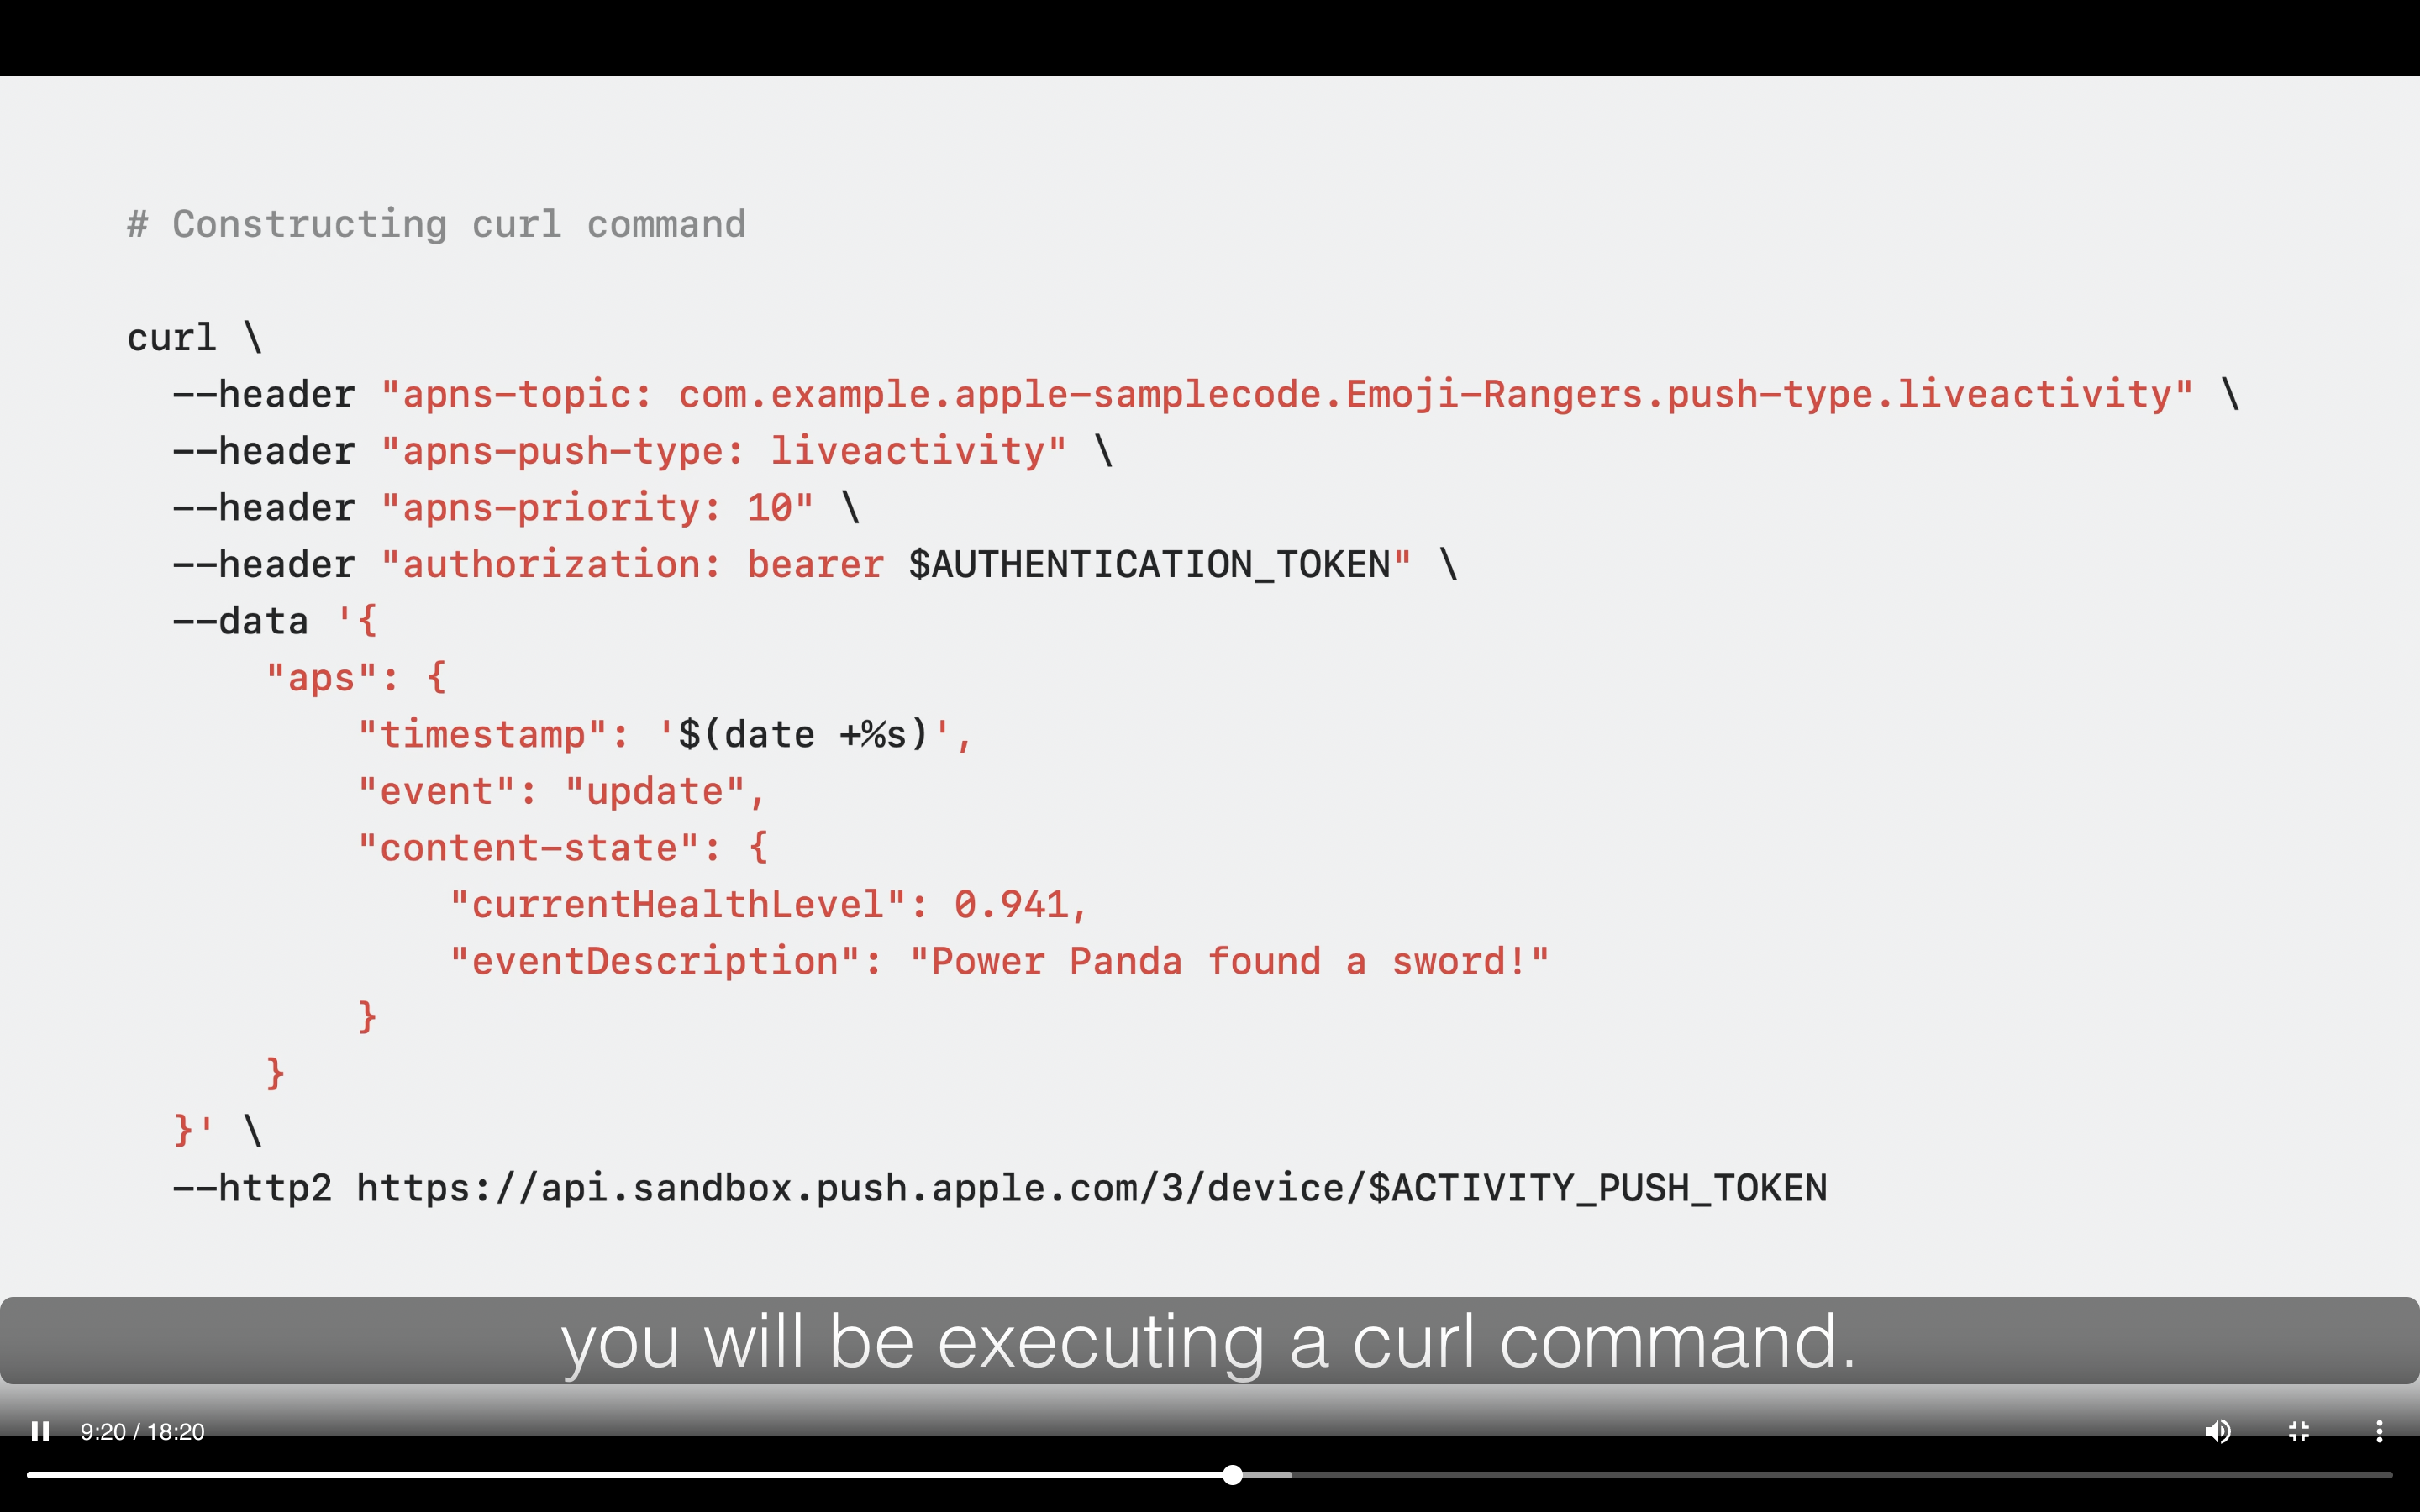 # Constructing curl command
curl \
--header "apns-topic: com.example.apple-samplecode.Emoji-Rangers.push-type.liveactivity" \
--header "apns-push-type: liveactivity" \
--header "apns-priority: 10" \
--header "authorization: bearer $AUTHENTICATION_TOKEN" \
--data '{
"aps": {
"timestamp": '$(date +%s)',
"event": "update",
"content-state": {
"currentHealthLevel": 0.941,
"eventDescription": "Power Panda found a sword!"
}
}
}' \
--http2 https://api.sandbox.push.apple.com/3/device/$ACTIVITY_PUSH_TOKEN
you will be executing a curl command.
9:20 / 18:20